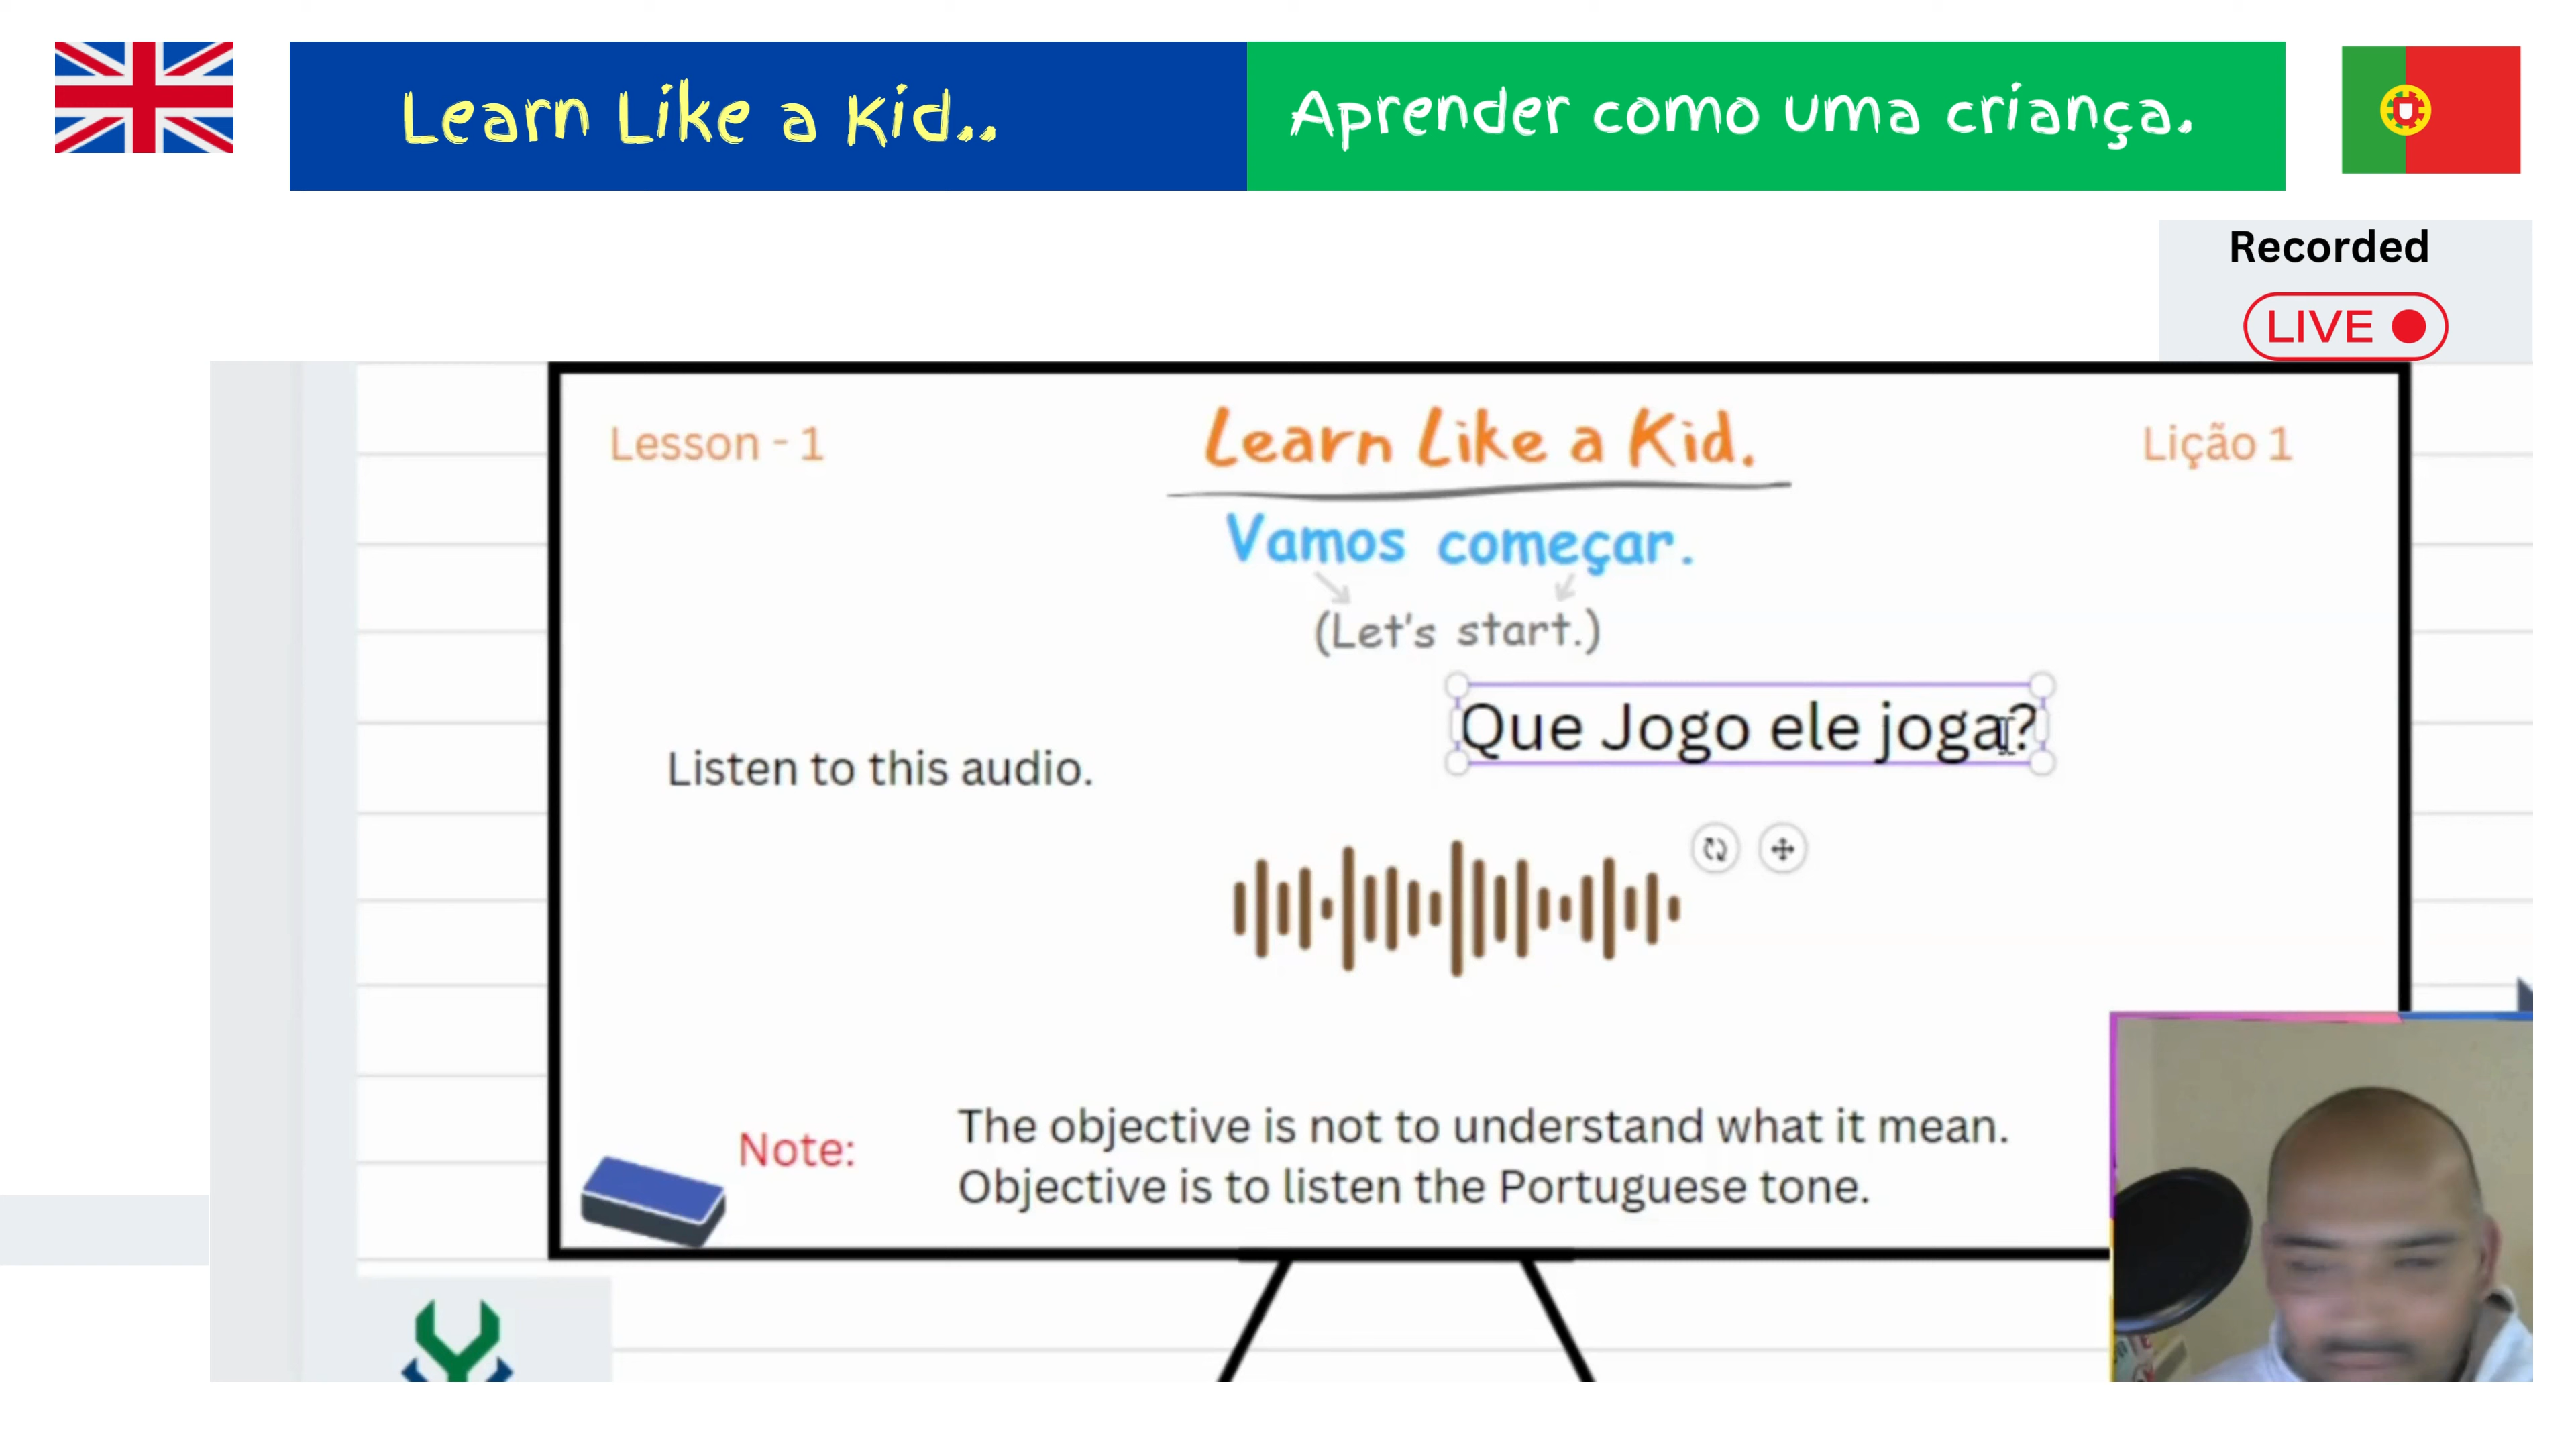 Learn Like a Kid..
Aprender como uma criança.
Recorded
LIVE
Lesson - 1
Learn Like a Kid.
Lição 1
Vamos começar.
(Let's start.)
Que Jogo ele joga?
Listen to this audio.
Note:
The objective is not to understand what it mean.
Objective is to listen the Portuguese tone.